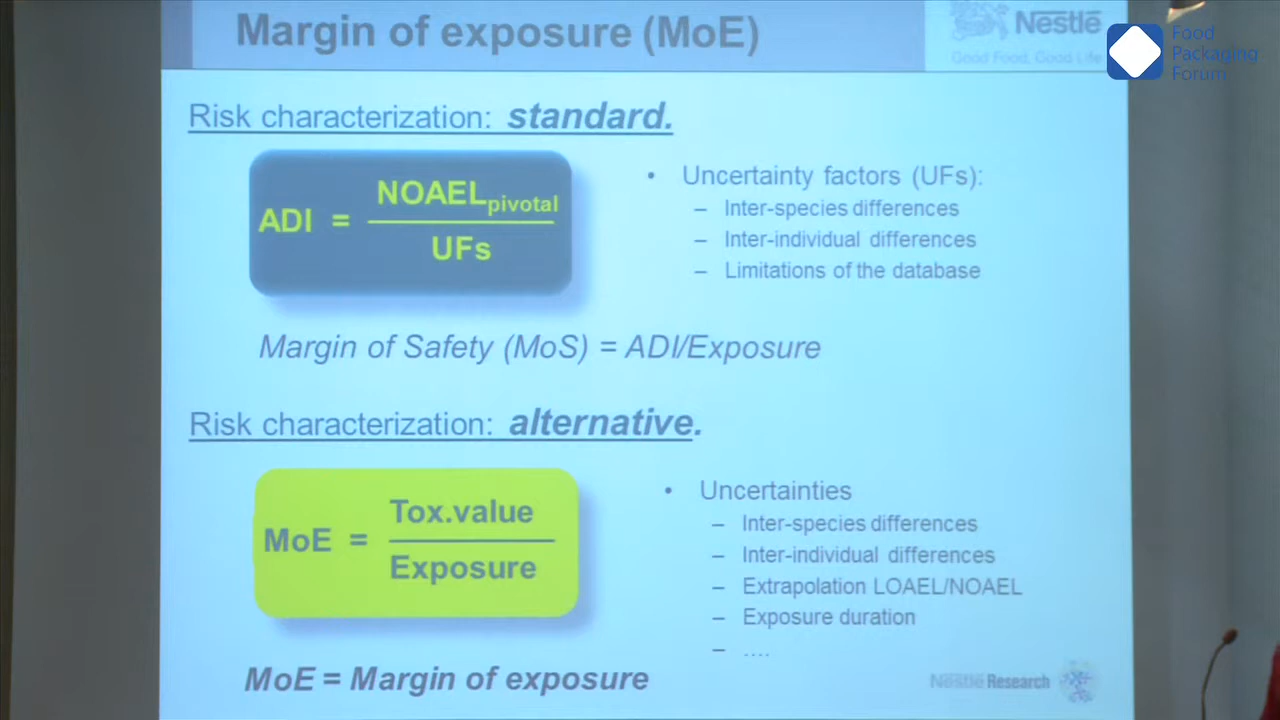 Margin of exposure (MoE)
Nestlé
Good Food, Good Life
Food
Packaging
Forum
Risk characterization: standard.
ADI = NOAELpivotal
UFs
• Uncertainty factors (UFs):
– Inter-species differences
– Inter-individual differences
– Limitations of the database
Margin of Safety (MoS) = ADI/Exposure
Risk characterization: alternative.
MoE = Tox.value
Exposure
• Uncertainties
– Inter-species differences
– Inter-individual differences
– Extrapolation LOAEL/NOAEL
– Exposure duration
– ....
MoE = Margin of exposure
Nestlé Research